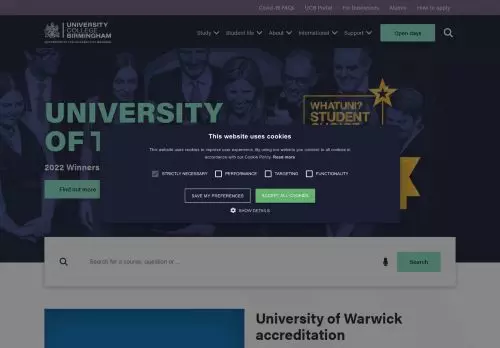 Covid-19 FAQs UCB Portal For Businesses Alumni How to apply
UNIVERSITY
COLLEGE
BIRMINGHAM
Study Student life About International Support Open days
UNIVERSITY
OF T
2022 Winners
Find out more
WHATUNI?
STUDENT
This website uses cookies
This website uses cookies to improve user experience. By using our website you consent to all cookies in
accordance with our Cookie Policy. Read more
STRICTLY NECESSARY PERFORMANCE TARGETING FUNCTIONALITY
SAVE MY PREFERENCES ACCEPT ALL COOKIES
SHOW DETAILS
Search for a course, question or ... Search
University of Warwick
accreditation